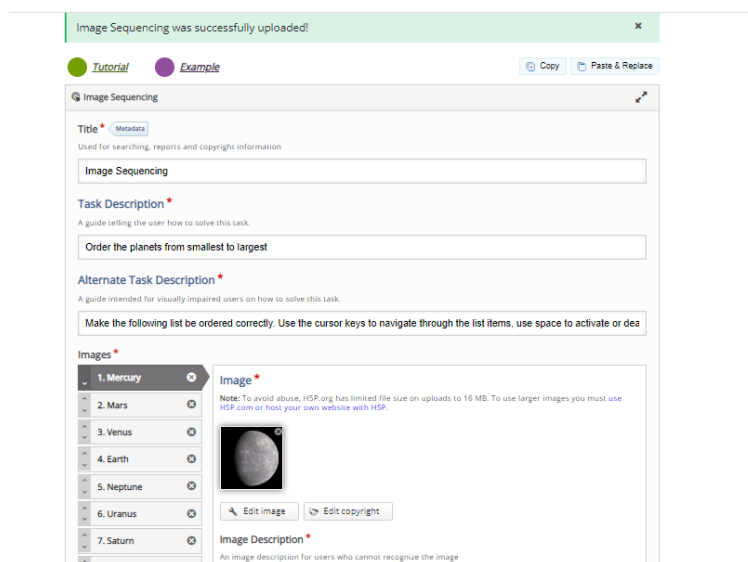 Image Sequencing was successfully uploaded!
Tutorial Example Copy Paste & Replace
Image Sequencing
Title * Metadata
Used for searching, reports and copyright information
Image Sequencing
Task Description *
A guide telling the user how to solve this task.
Order the planets from smallest to largest
Alternate Task Description *
A guide intended for visually impaired users on how to solve this task.
Make the following list be ordered correctly. Use the cursor keys to navigate through the list items, use space to activate or dea
Images *
1. Mercury
2. Mars
3. Venus
4. Earth
5. Neptune
6. Uranus
7. Saturn
Image *
Note: To avoid abuse, H5P.org has limited file size on uploads to 16 MB. To use larger images you must use
H5P.com or host your own website with H5P.
Edit image Edit copyright
Image Description *
An image description for users who cannot recognize the image